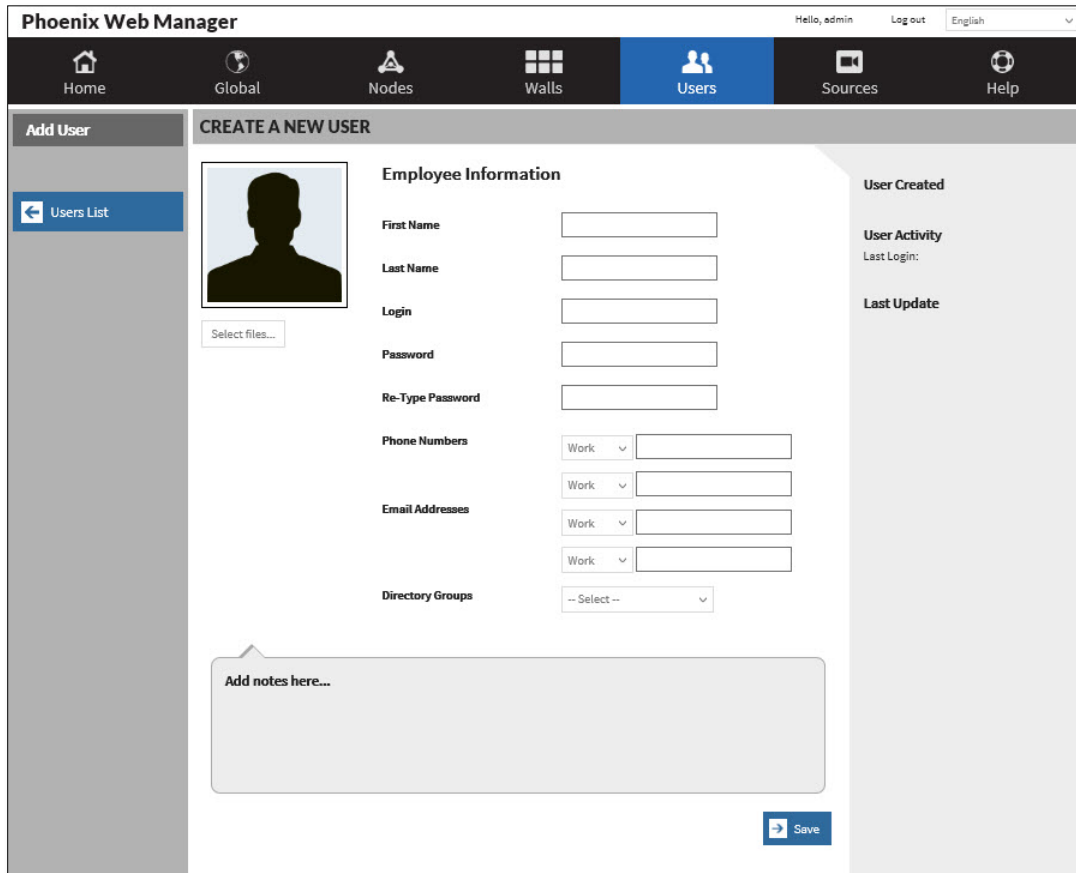 Phoenix Web Manager
Hello, admin Log out English
Home Global Nodes Walls Users Sources Help
Add User
Users List
CREATE A NEW USER
Select files...
Employee Information
First Name
Last Name
Login
Password
Re-Type Password
Phone Numbers
Work
Work
Email Addresses
Work
Work
Directory Groups
-- Select --
Add notes here...
Save
User Created
User Activity
Last Login:
Last Update